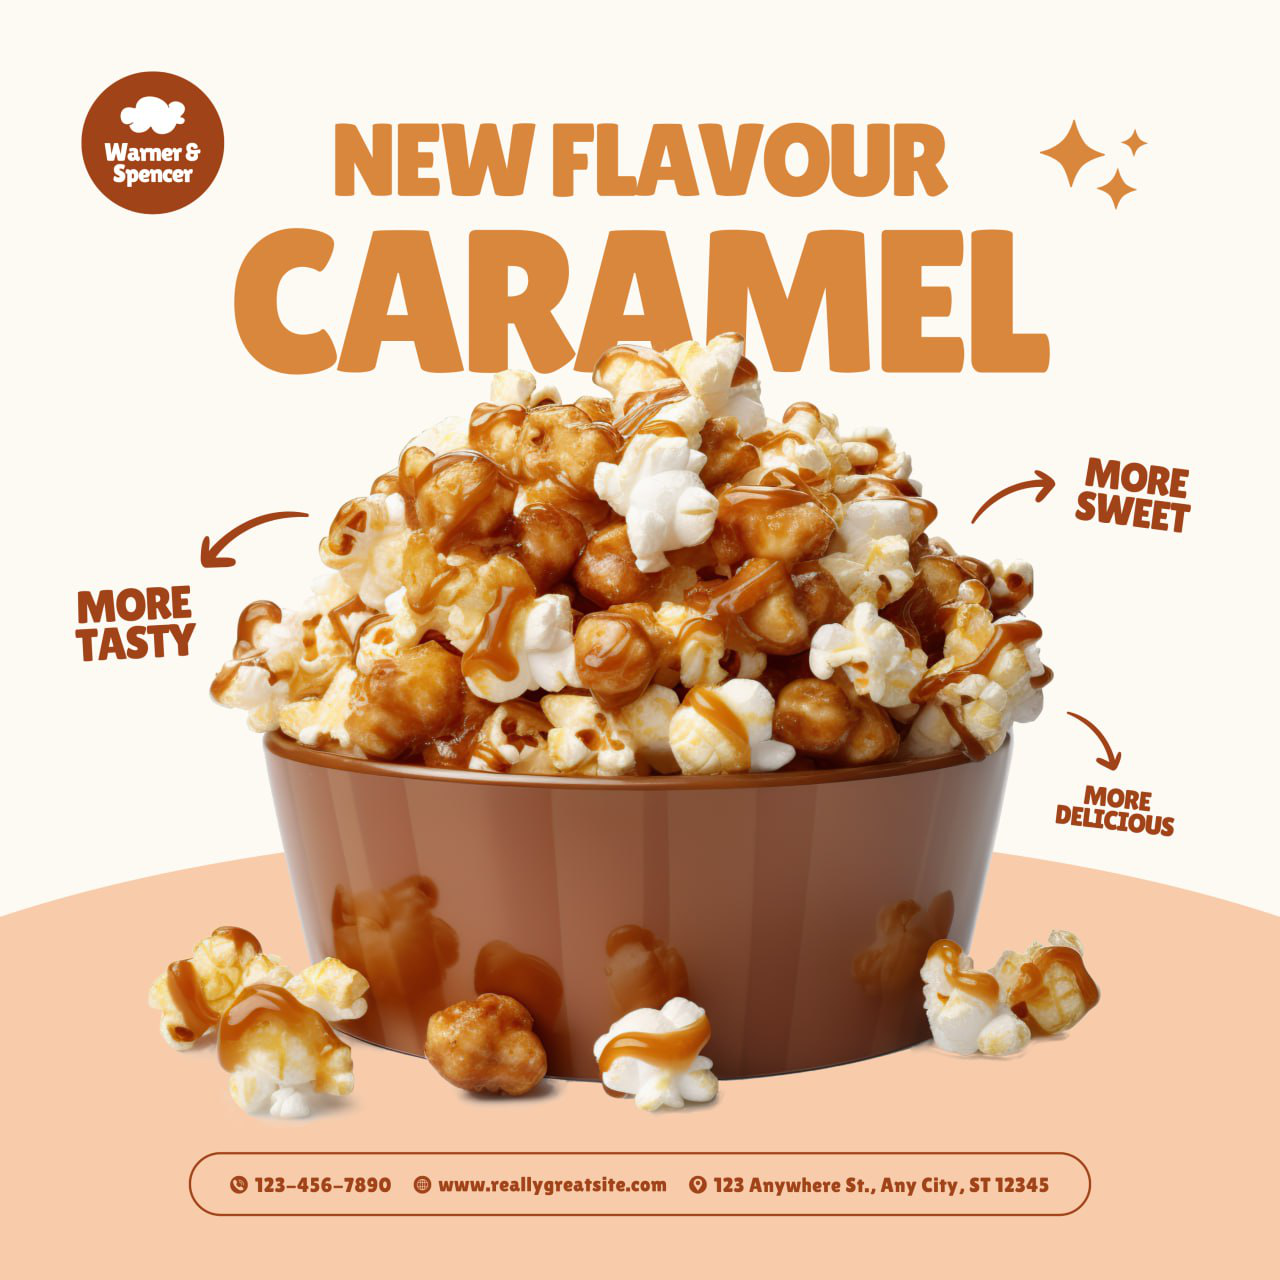 Warner &
Spencer
NEW FLAVOUR
CARAMEL
MORE
SWEET
MORE
TASTY
MORE
DELICIOUS
123-456-7890 www.reallygreatsite.com 123 Anywhere St., Any City, ST 12345